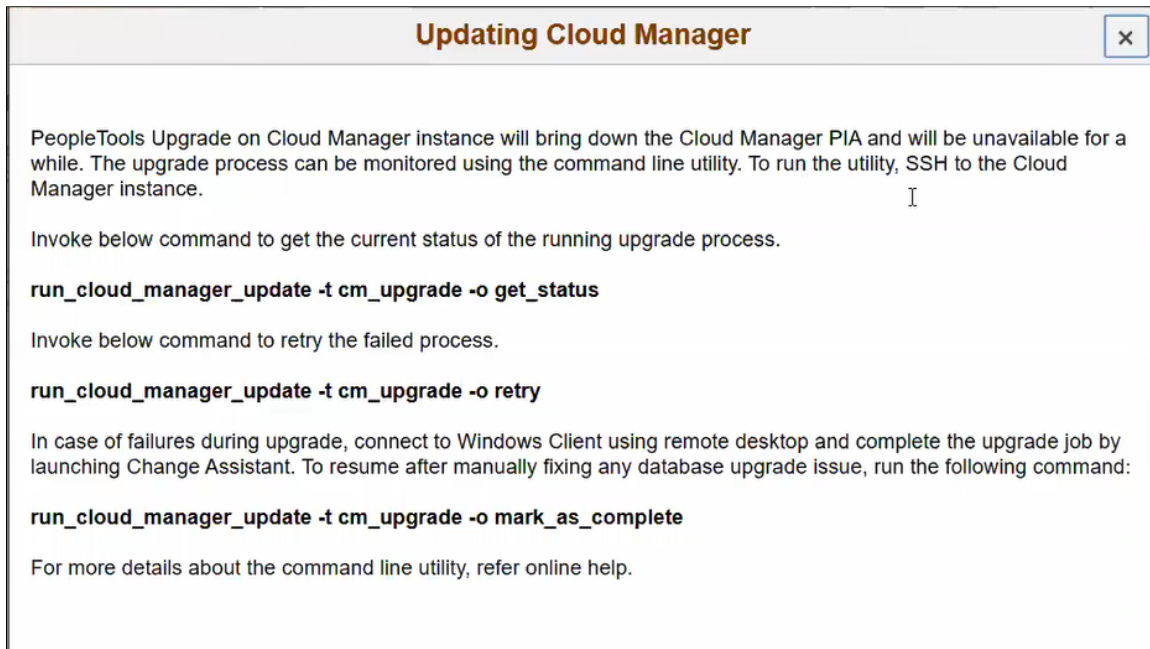 Updating Cloud Manager
PeopleTools Upgrade on Cloud Manager instance will bring down the Cloud Manager PIA and will be unavailable for a
while. The upgrade process can be monitored using the command line utility. To run the utility, SSH to the Cloud
Manager instance.
Invoke below command to get the current status of the running upgrade process.
run_cloud_manager_update -t cm_upgrade -o get_status
Invoke below command to retry the failed process.
run_cloud_manager_update -t cm_upgrade -o retry
In case of failures during upgrade, connect to Windows Client using remote desktop and complete the upgrade job by
launching Change Assistant. To resume after manually fixing any database upgrade issue, run the following command:
run_cloud_manager_update -t cm_upgrade -o mark_as_complete
For more details about the command line utility, refer online help.